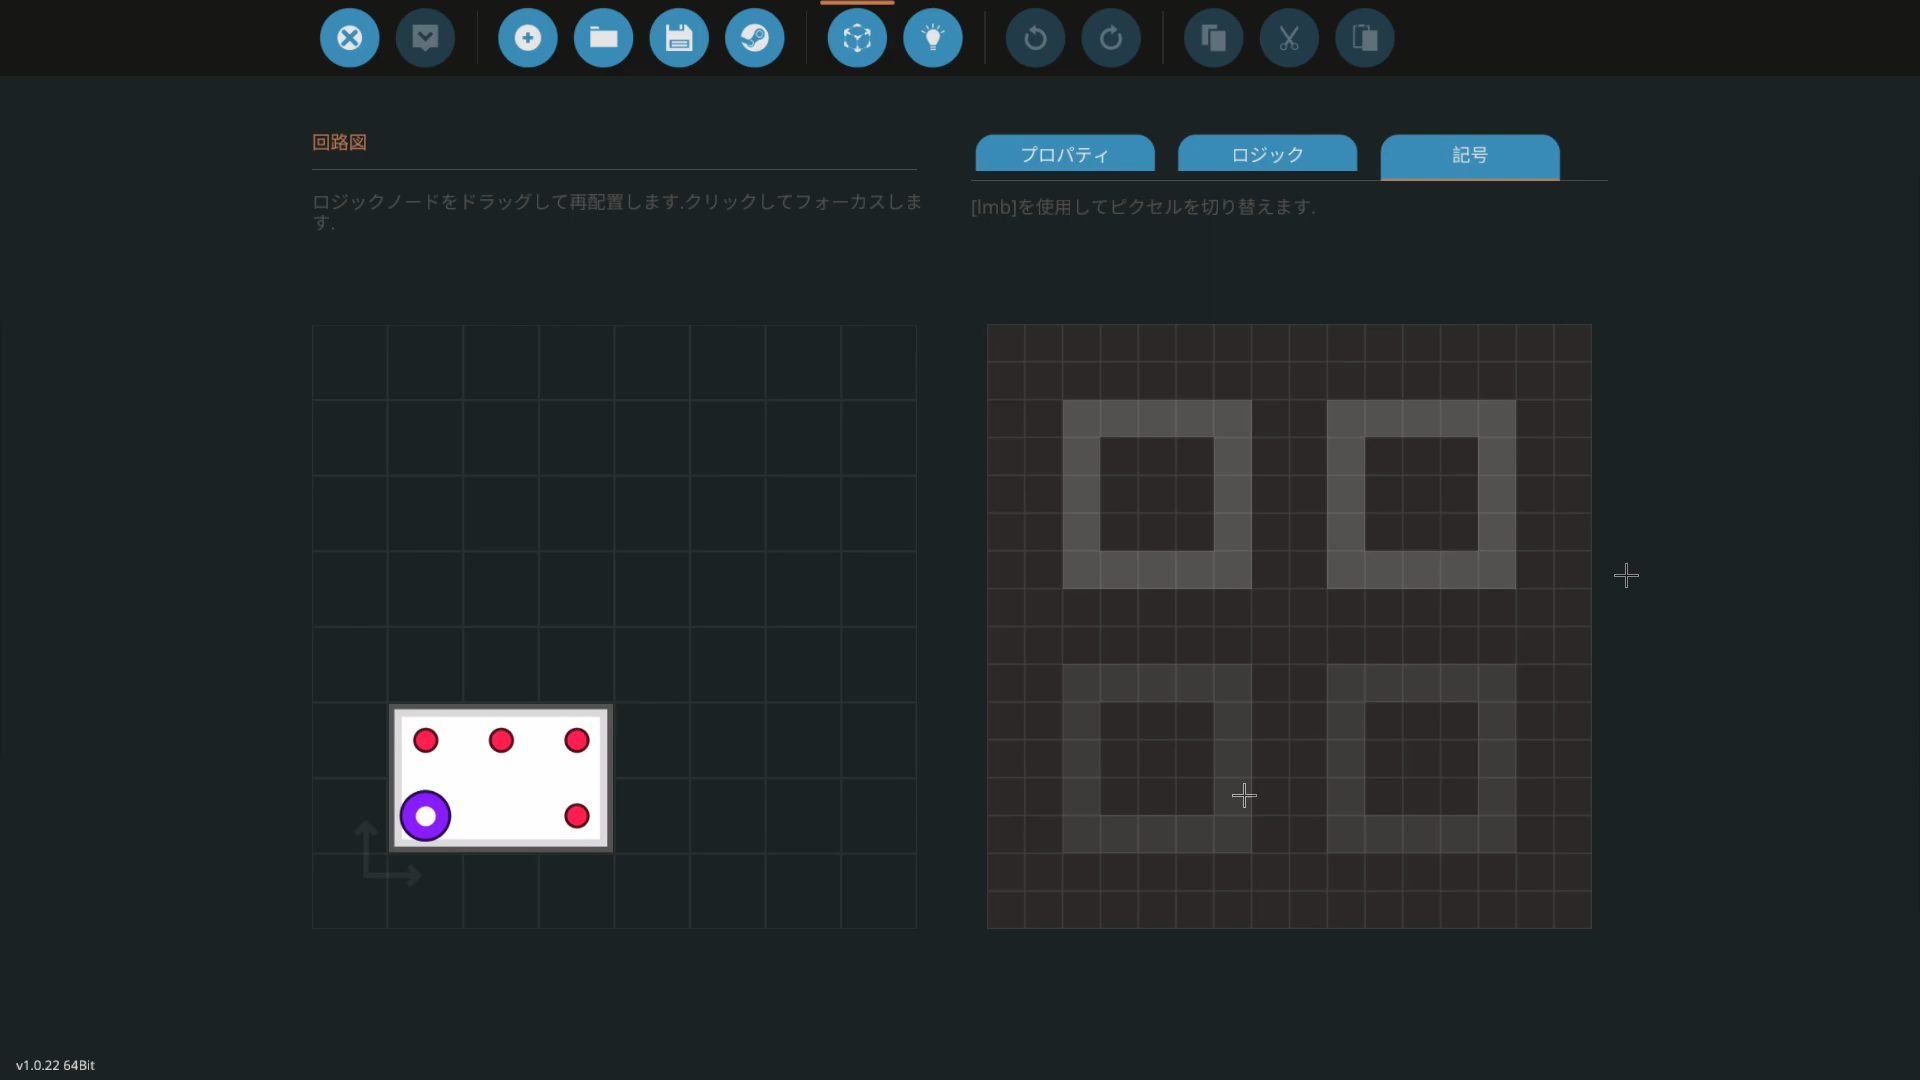 回路図
ロジックノードをドラッグして再配置します.クリックしてフォーカスしま
す.
プロパティ
ロジック
記号
[lmb]を使用してピクセルを切り替えます.
v1.0.22 64Bit